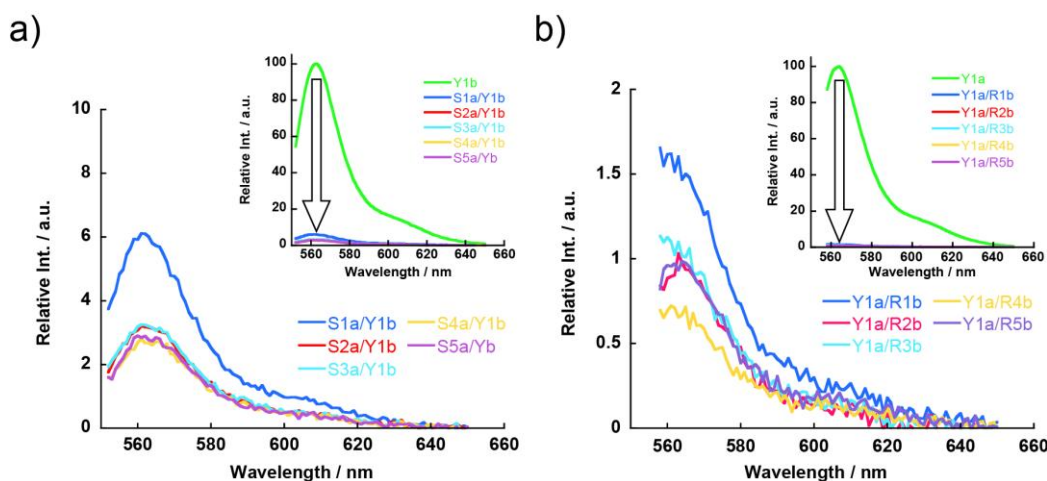 a)
Relative Int. / a.u.
8
6
4
2
0
560
580
600
620
640
660
Wavelength / nm
S1a/Y1b
S4a/Y1b
S2a/Y1b
S5a/Yb
S3a/Y1b
Relative Int. / a.u.
100
80
60
40
20
0
560
580
600
620
640
660
Wavelength / nm
Y1b
S1a/Y1b
S2a/Y1b
S3a/Y1b
S4a/Y1b
S5a/Yb
b)
Relative Int. / a.u.
2
1.5
1
0.5
0
560
580
600
620
640
660
Wavelength / nm
Y1a/R1b
Y1a/R4b
Y1a/R2b
Y1a/R5b
Y1a/R3b
Relative Int. / a.u.
100
80
60
40
20
0
560
580
600
620
640
660
Wavelength / nm
Y1a
Y1a/R1b
Y1a/R2b
Y1a/R3b
Y1a/R4b
Y1a/R5b